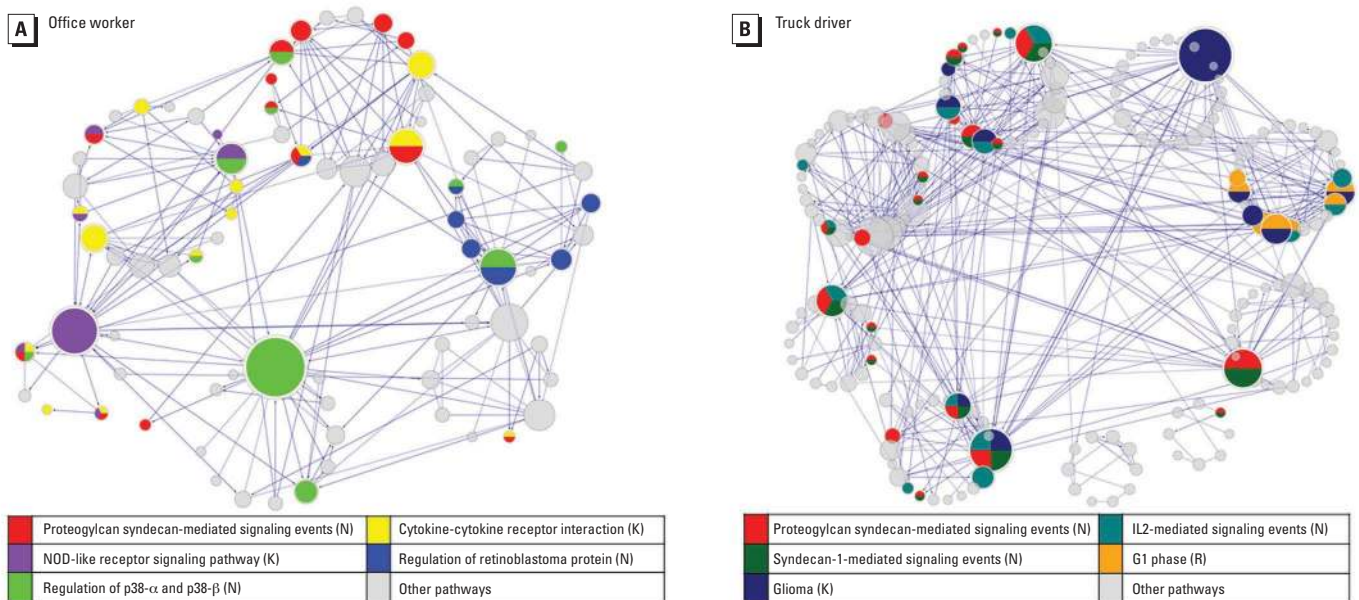 A Office worker
B Truck driver
Proteogylcan syndecan-mediated signaling events (N)
Cytokine-cytokine receptor interaction (K)
NOD-like receptor signaling pathway (K)
Regulation of retinoblastoma protein (N)
Regulation of p38-α and p38-β (N)
Other pathways
Proteogylcan syndecan-mediated signaling events (N)
IL2-mediated signaling events (N)
Syndecan-1-mediated signaling events (N)
G1 phase (R)
Glioma (K)
Other pathways